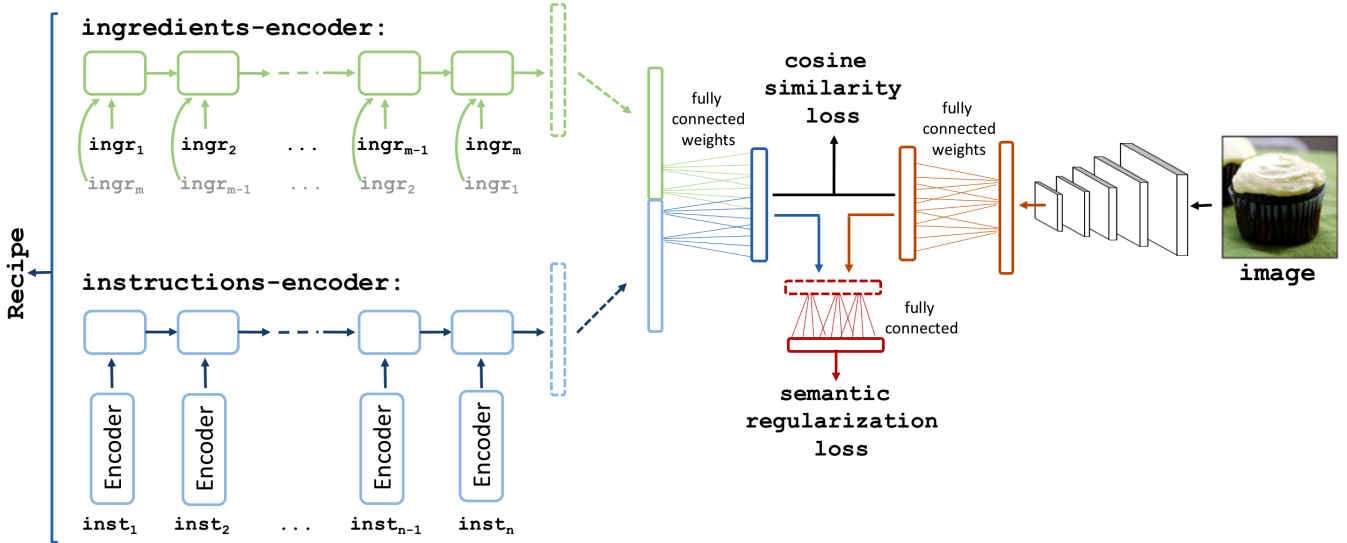 Recipe
ingredients-encoder:
ingr₁ ingr₂ ... ingrₘ₋₁ ingrₘ
ingrₘ ingrₘ₋₁ ... ingr₂ ingr₁
instructions-encoder:
Encoder Encoder Encoder Encoder
inst₁ inst₂ ... instₙ₋₁ instₙ
fully
connected
weights
cosine
similarity
loss
fully
connected
weights
image
fully
connected
semantic
regularization
loss